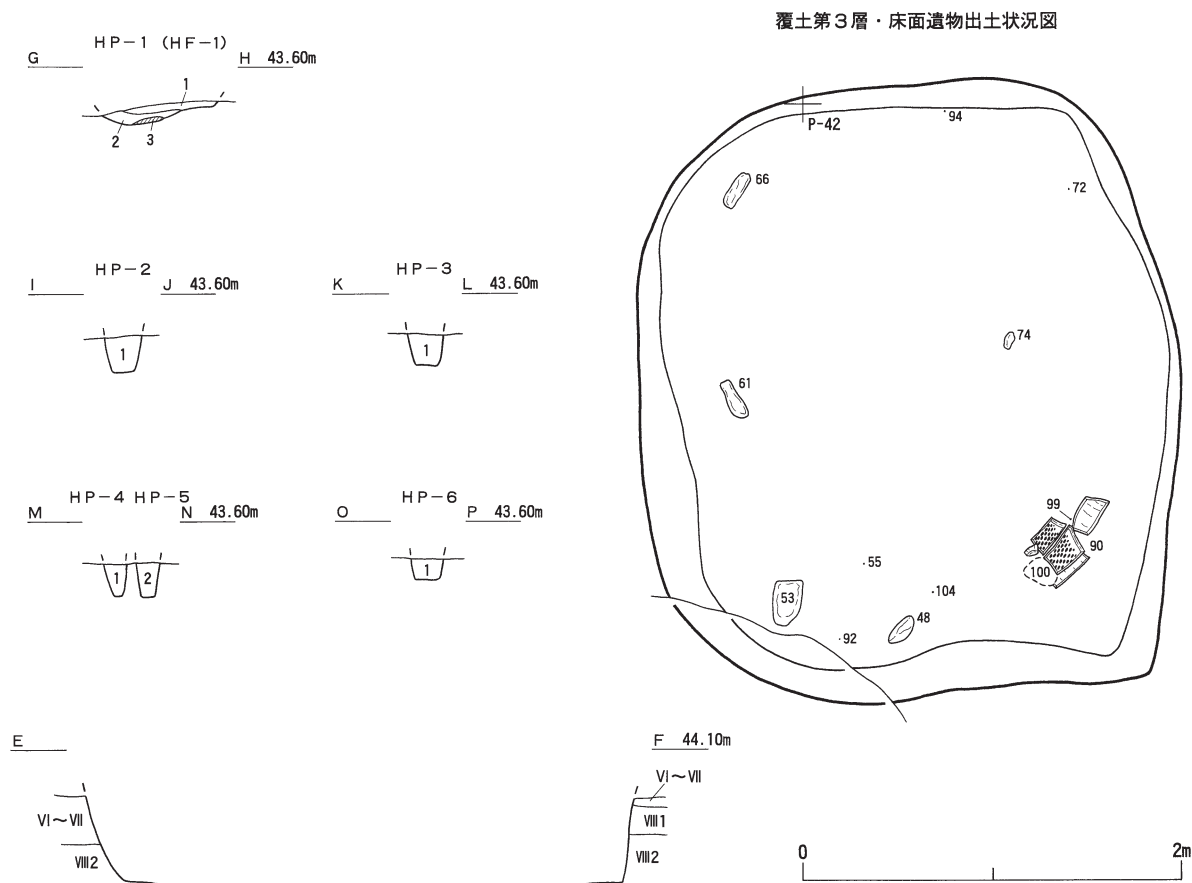 覆土第3層・床面遺物出土状況図
HP-1 (HF-1)
G H 43.60m
1
2 3
HP-2
I J 43.60m
1
HP-3
K L 43.60m
1
HP-4 HP-5
M N 43.60m
1 2
HP-6
O P 43.60m
1
E F 44.10m
VI～VII
VIII2
VI～VII
VIII1
VIII2
P-42
94
66
72
74
61
99
90
100
55
104
53
48
92
0 2m